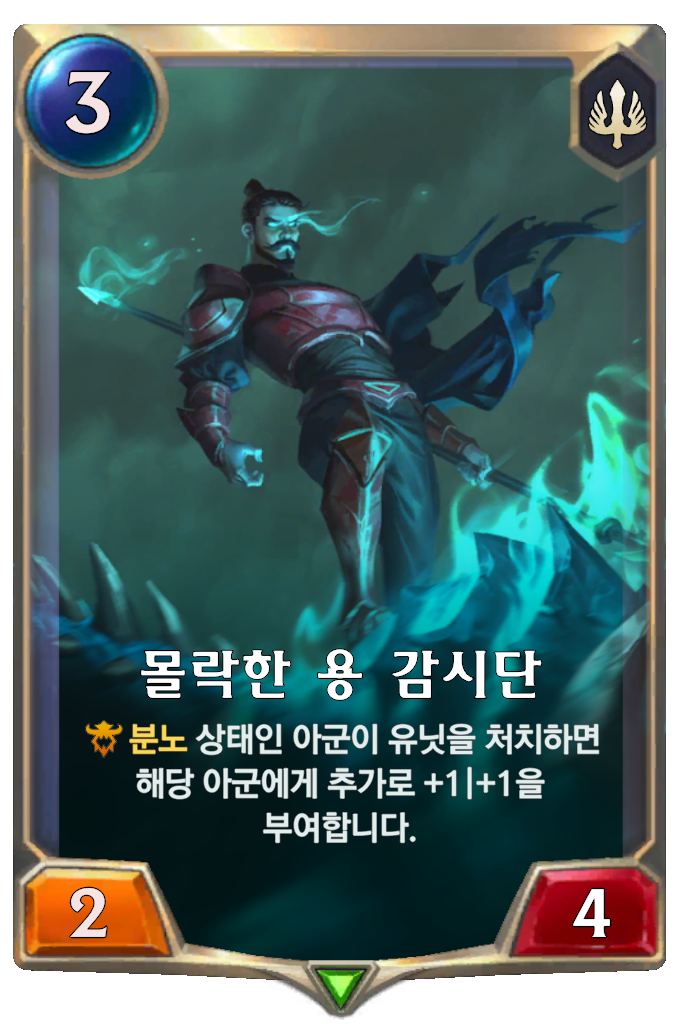 3
몰락한 용 감시단
분노 상태인 아군이 유닛을 처치하면
해당 아군에게 추가로 +1|+1을
부여합니다.
2
4